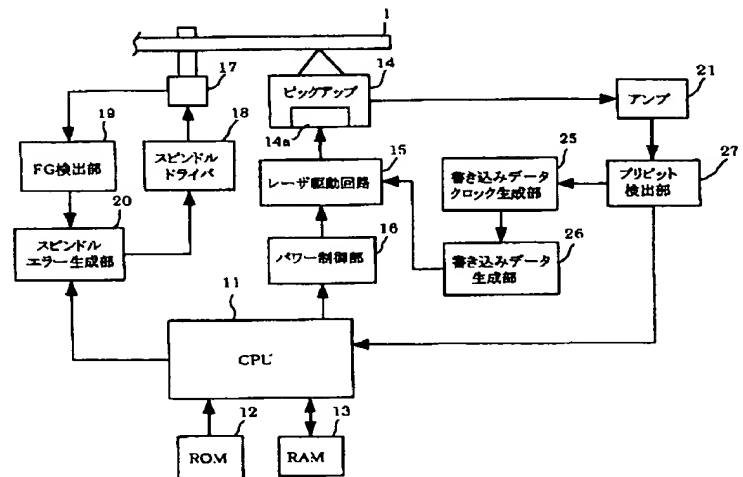 1
17
ピックアップ
14
14a
アンプ
21
19
18
FG検出部
スピンドル
ドライバ
15
レーザ駆動回路
25
書き込みデータ
クロック生成部
プリピット
検出部
27
20
スピンドル
エラー生成部
16
パワー制御部
26
書き込みデータ
生成部
11
CPU
12
ROM
13
RAM